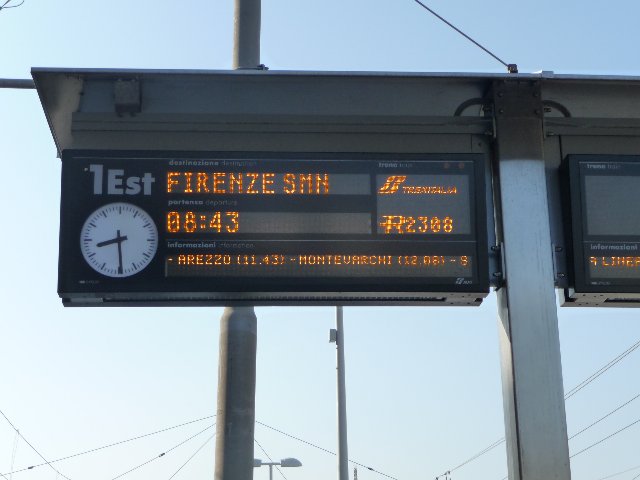 1Est
destinazione destination
FIRENZE SMN
treno train
TRENITALIA
partenza departure
08:43
R2308
informazioni information
- AREZZO (11.43) - MONTEVARCHI (12.08) - S
treno train
informazioni
LINEA